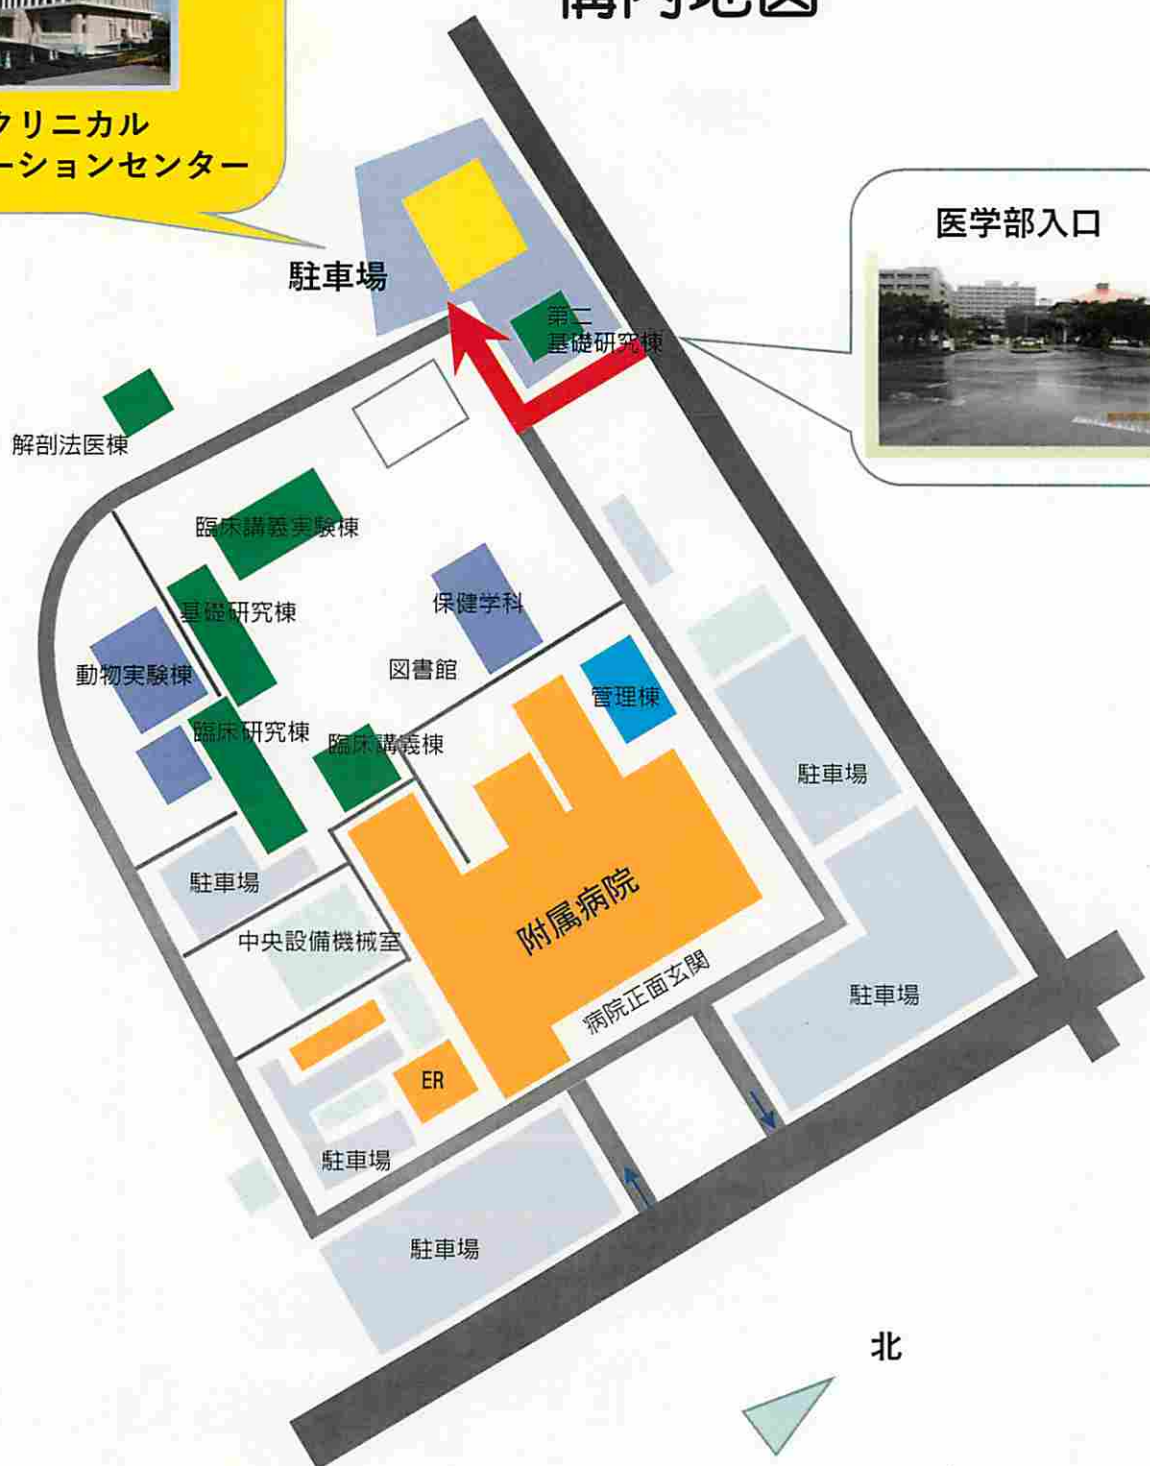 構内地図
クリニカル
ーションセンター
医学部入口
駐車場
第二
基礎研究棟
解剖法医棟
臨床講義実験棟
基礎研究棟
保健学科
動物実験棟
図書館
管理棟
臨床研究棟
臨床講義棟
駐車場
駐車場
附属病院
中央設備機械室
病院正面玄関
駐車場
ER
駐車場
駐車場
北